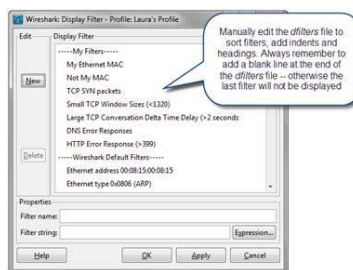 Wireshark: Display Filter - Profile: Laura's Profile
Edit
Display Filter
-----My Filters-----
My Ethernet MAC
Not My MAC
TCP SYN packets
Small TCP Window Sizes (<1320)
Large TCP Conversation Delta Time Delay (>2 seconds
DNS Error Responses
HTTP Error Response (>399)
-----Wireshark Default Filters-----
Ethernet address 00:08:15:00:08:15
Ethernet type 0x0806 (ARP)
New
Delete
Manually edit the dfilters file to
sort filters, add indents and
headings. Always remember to
add a blank line at the end of
the dfilters file -- otherwise the
last filter will not be displayed
Properties
Filter name:
Filter string:
Expression...
Help
OK
Apply
Cancel